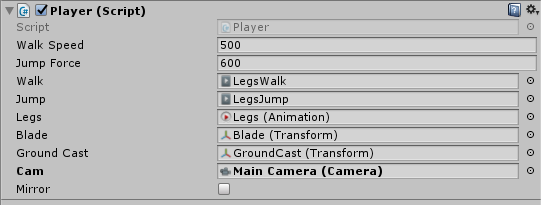 Player (Script)
Script Player
Walk Speed 500
Jump Force 600
Walk LegsWalk
Jump LegsJump
Legs Legs (Animation)
Blade Blade (Transform)
Ground Cast GroundCast (Transform)
Cam Main Camera (Camera)
Mirror